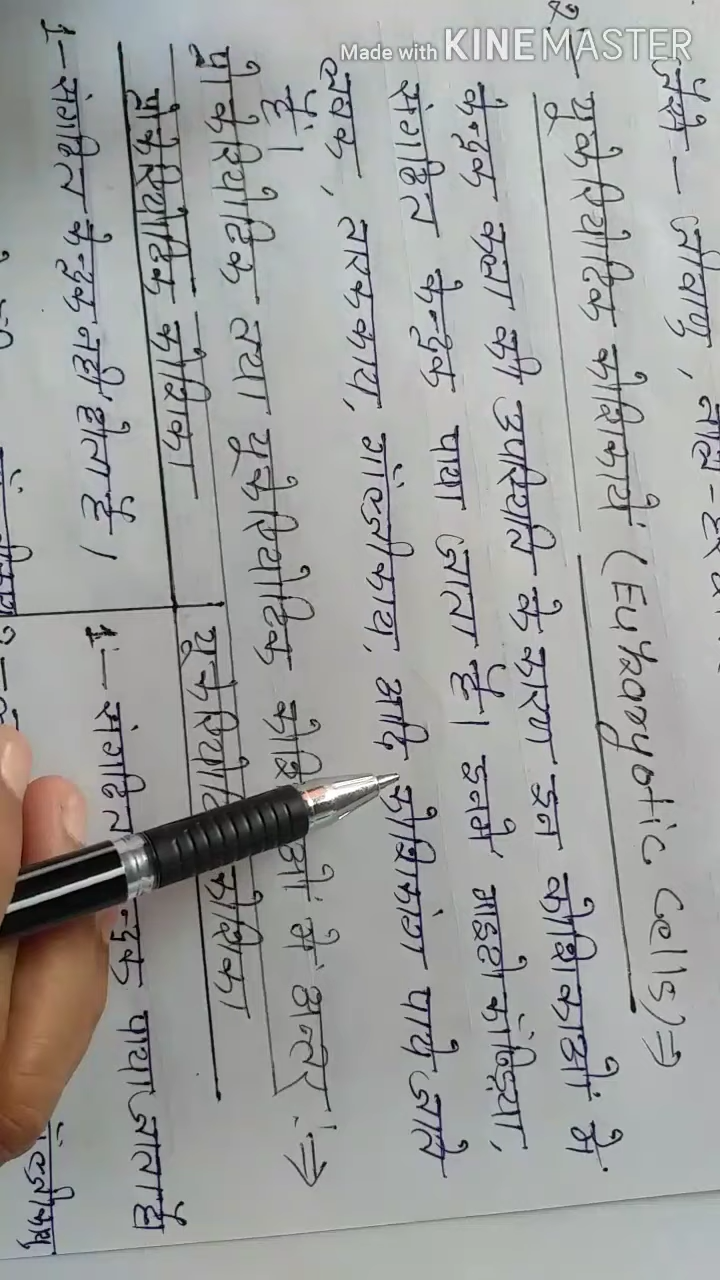 Made with KINEMASTER
जैसे - जीवाणु, नील - हरित
2 - यूकैरियोटिक कोशिकायें (Eukaryotic Cells) ⇒
केन्द्रक कला की उपस्थिति के कारण इन कोशिकाओं में
संगठित केन्द्रक पाया जाता है। इनमें माइटोकॉन्ड्रिया,
लवक, तारककाय, गॉल्जीकाय, आदि कोशिकांग पाये जाते
हैं।
प्रोकैरियोटिक तथा यूकैरियोटिक कोशिकाओं में अन्तर :⇒
प्रोकैरियोटिक कोशिका
यूकैरियोटिक कोशिका
1 - संगठित केन्द्रक नहीं होता है।
1 - संगठित केन्द्रक पाया जाता है